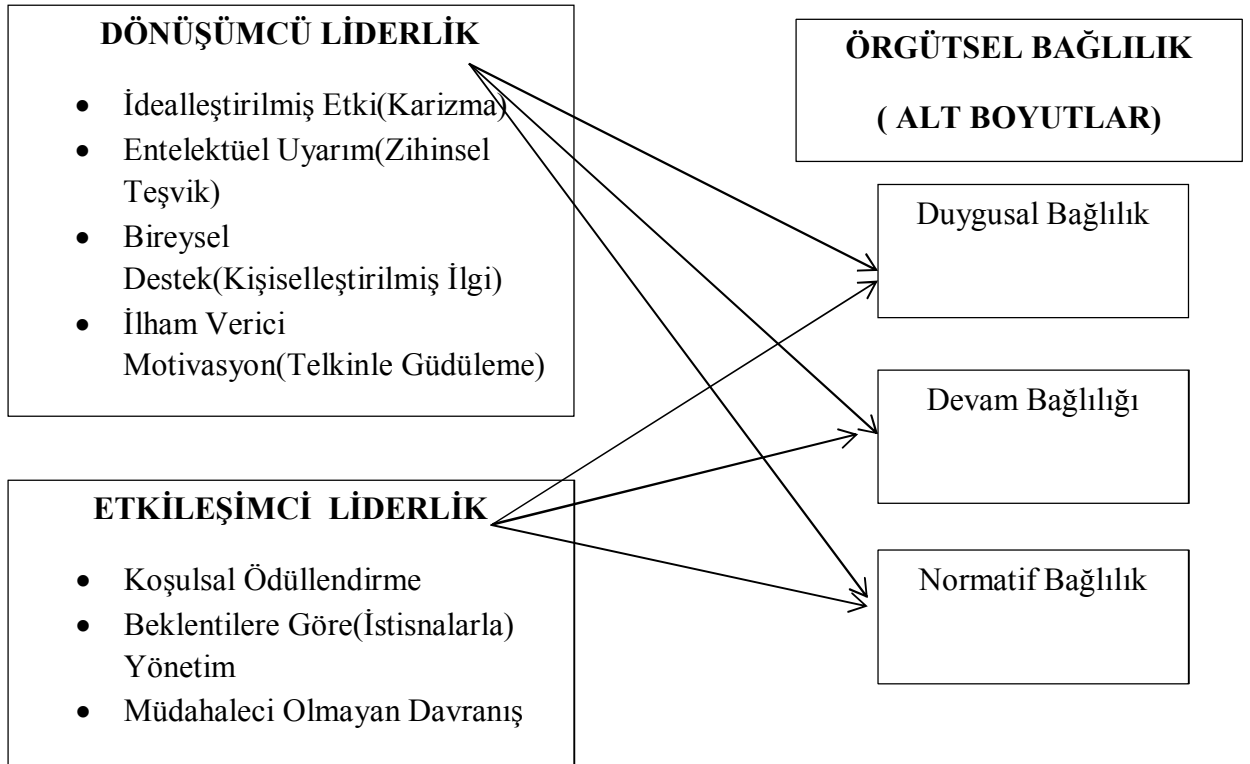 DÖNÜŞÜMCÜ LİDERLİK
• İdealleştirilmiş Etki(Karizma)
• Entelektüel Uyarım(Zihinsel
Teşvik)
• Bireysel
Destek(Kişiselleştirilmiş İlgi)
• İlham Verici
Motivasyon(Telkinle Güdüleme)
ETKİLEŞİMCİ LİDERLİK
• Koşulsal Ödüllendirme
• Beklentilere Göre(İstisnalarla)
Yönetim
• Müdahaleci Olmayan Davranış
ÖRGÜTSEL BAĞLILIK
( ALT BOYUTLAR)
Duygusal Bağlılık
Devam Bağlılığı
Normatif Bağlılık